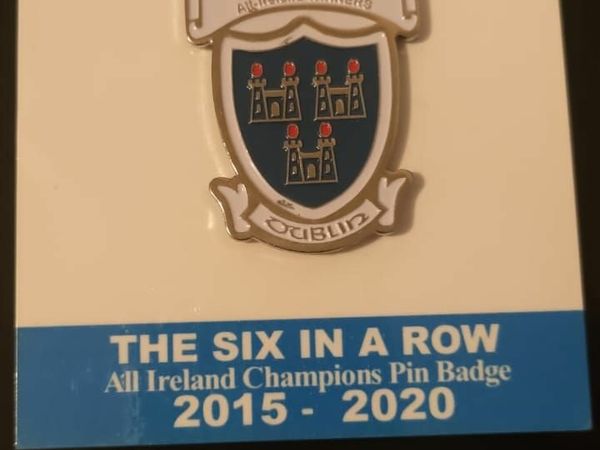 All-Ireland WINNERS
DUBLIN
THE SIX IN A ROW
All Ireland Champions Pin Badge
2015 - 2020